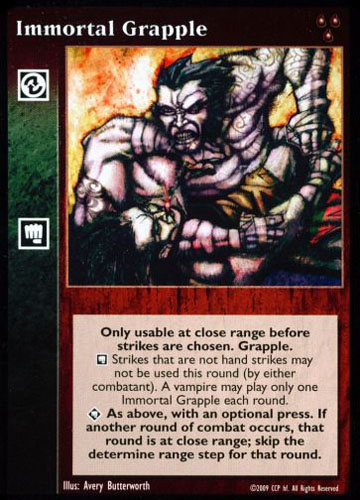 Immortal Grapple
Only usable at close range before
strikes are chosen. Grapple.
Strikes that are not hand strikes may
not be used this round (by either
combatant). A vampire may play only one
Immortal Grapple each round.
As above, with an optional press. If
another round of combat occurs, that
round is at close range; skip the
determine range step for that round.
Illus: Avery Butterworth
©2009 CCP hf. All Rights Reserved